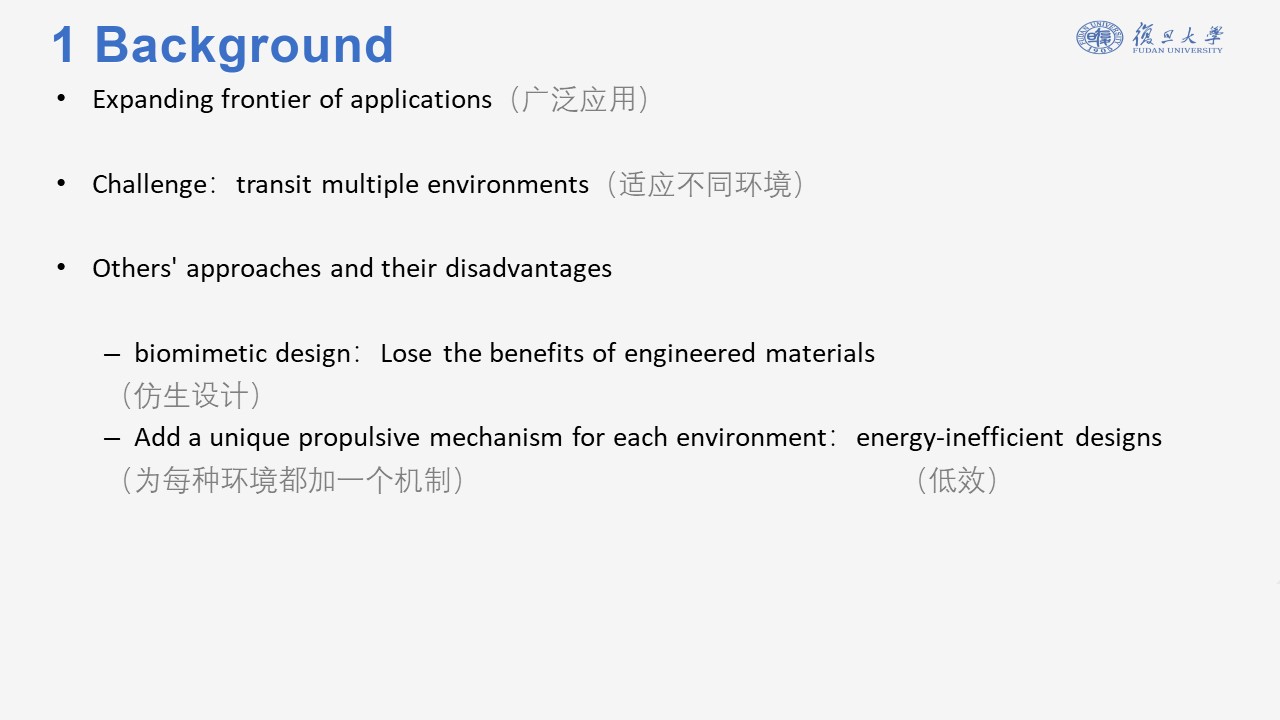 1 Background
復旦大學
FUDAN UNIVERSITY
• Expanding frontier of applications（广泛应用）
• Challenge：transit multiple environments（适应不同环境）
• Others' approaches and their disadvantages
– biomimetic design：Lose the benefits of engineered materials
（仿生设计）
– Add a unique propulsive mechanism for each environment：energy-inefficient designs
（为每种环境都加一个机制）（低效）